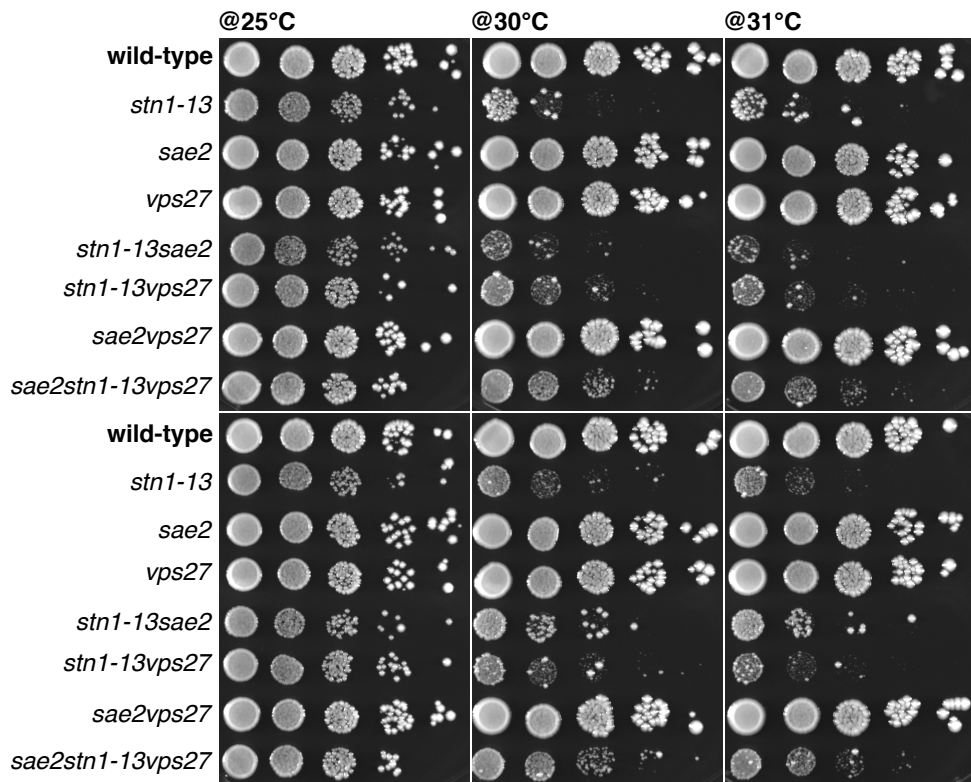 @25°C @30°C @31°C
wild-type
stn1-13
sae2
vps27
stn1-13sae2
stn1-13vps27
sae2vps27
sae2stn1-13vps27
wild-type
stn1-13
sae2
vps27
stn1-13sae2
stn1-13vps27
sae2vps27
sae2stn1-13vps27